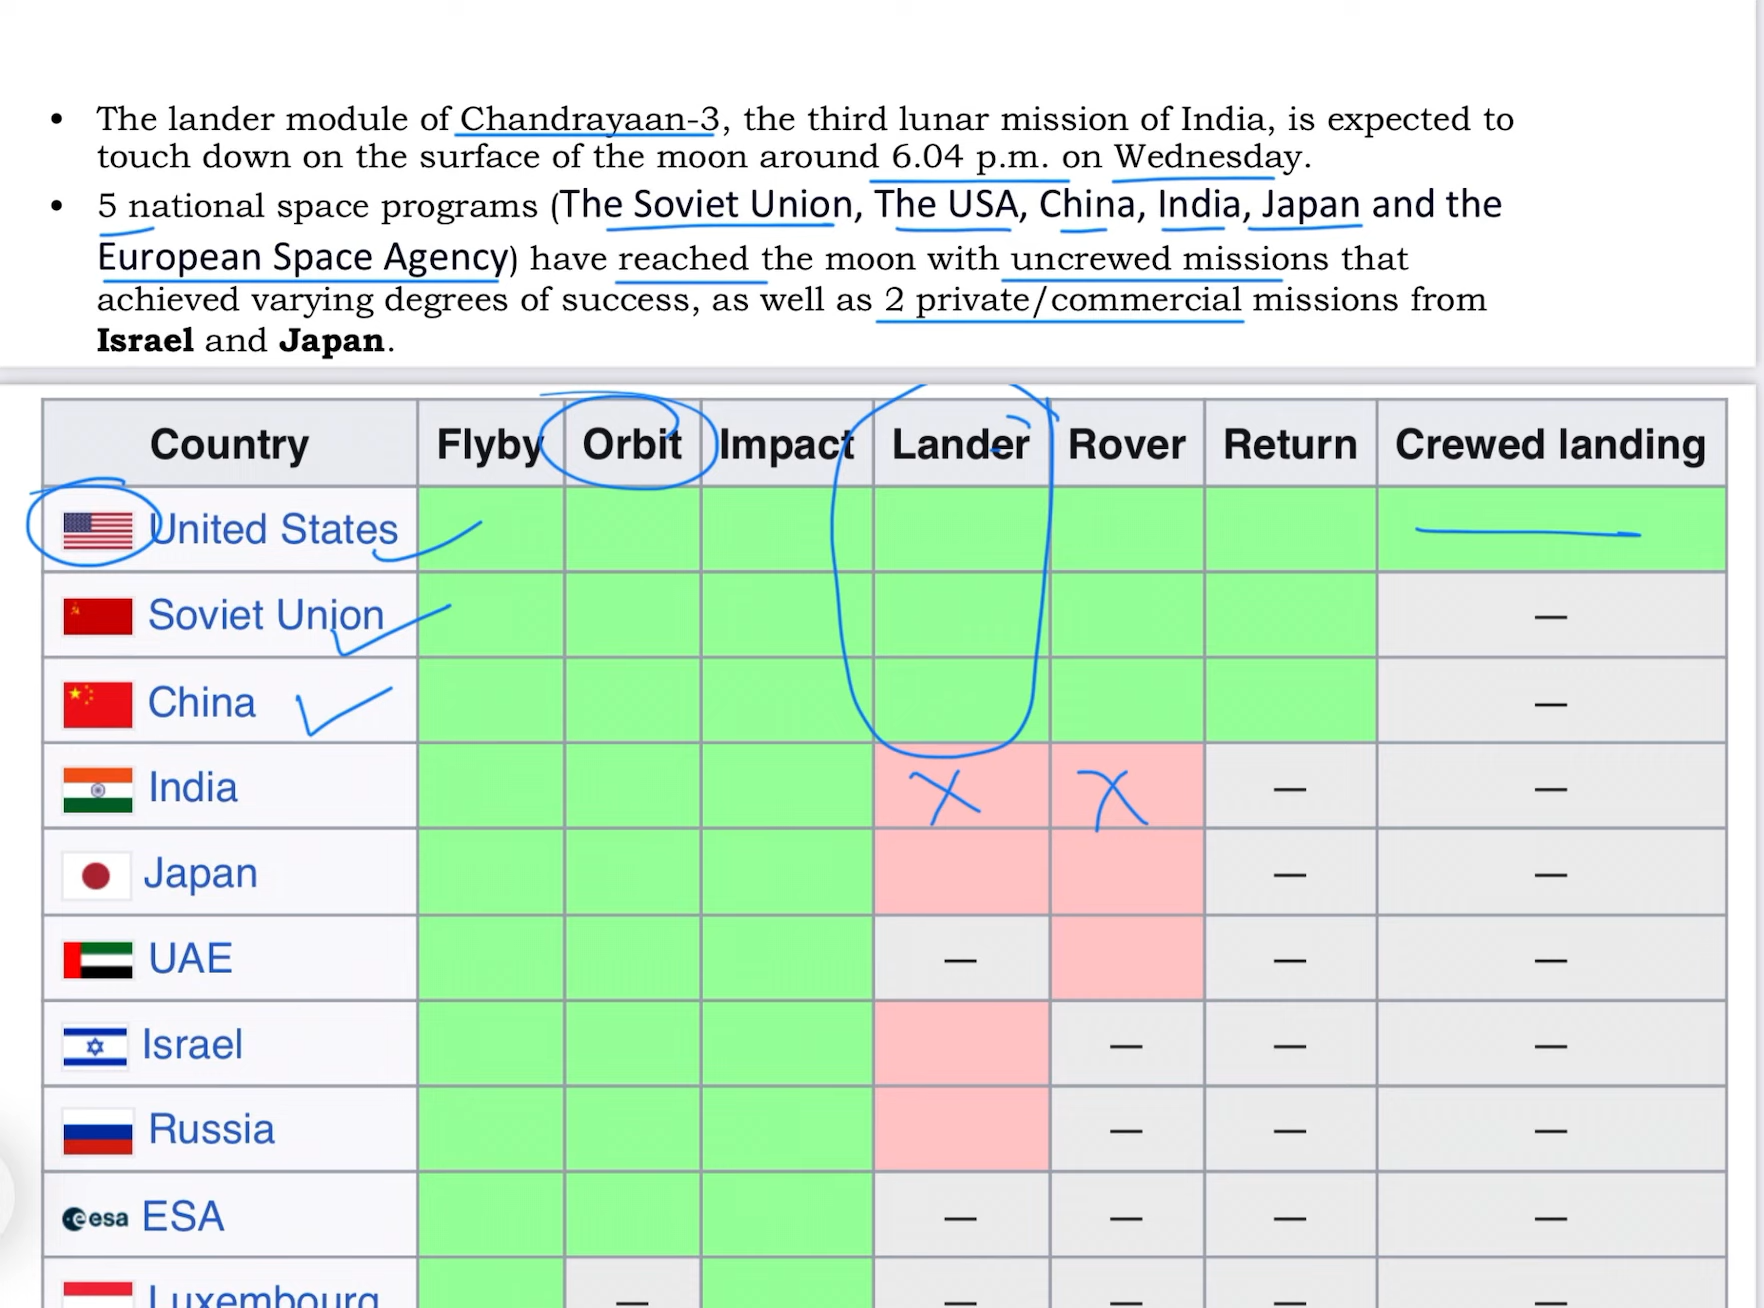 • The lander module of Chandrayaan-3, the third lunar mission of India, is expected to
touch down on the surface of the moon around 6.04 p.m. on Wednesday.
• 5 national space programs (The Soviet Union, The USA, China, India, Japan and the
European Space Agency) have reached the moon with uncrewed missions that
achieved varying degrees of success, as well as 2 private/commercial missions from
Israel and Japan.
Country Flyby Orbit Impact Lander Rover Return Crewed landing
United States
Soviet Union —
China —
India X X — —
Japan — —
UAE — — —
Israel — — —
Russia — — —
esa ESA — — — —
Luxembourg — — — — —